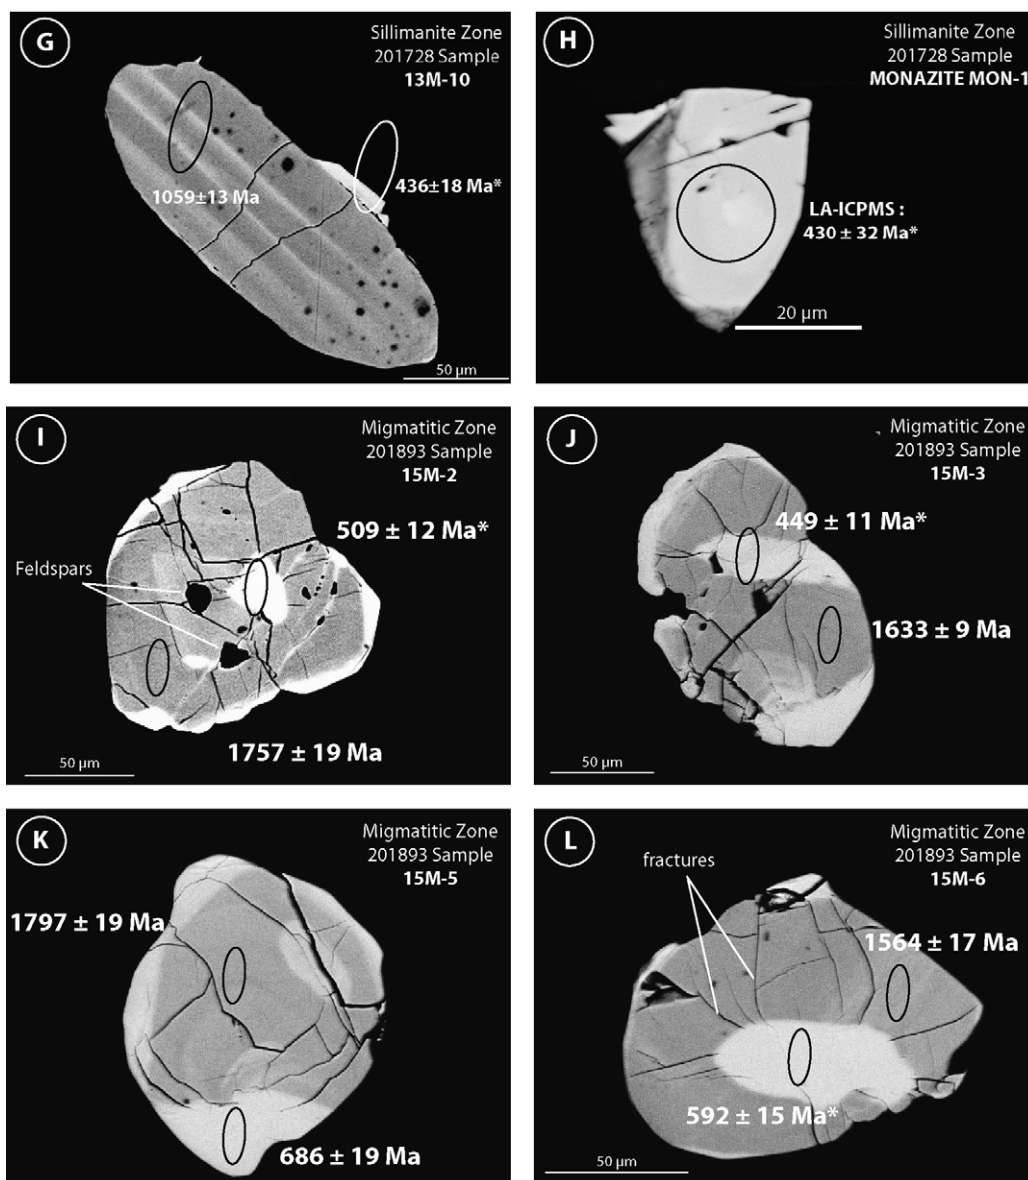 G
Sillimanite Zone
201728 Sample
13M-10
1059±13 Ma
436±18 Ma*
50 µm
H
Sillimanite Zone
201728 Sample
MONAZITE MON-1
LA-ICPMS :
430 ± 32 Ma*
20 µm
I
Migmatitic Zone
201893 Sample
15M-2
509 ± 12 Ma*
Feldspars
1757 ± 19 Ma
50 µm
J
Migmatitic Zone
201893 Sample
15M-3
449 ± 11 Ma*
1633 ± 9 Ma
50 µm
K
Migmatitic Zone
201893 Sample
15M-5
1797 ± 19 Ma
686 ± 19 Ma
L
Migmatitic Zone
201893 Sample
15M-6
fractures
1564 ± 17 Ma
592 ± 15 Ma*
50 µm